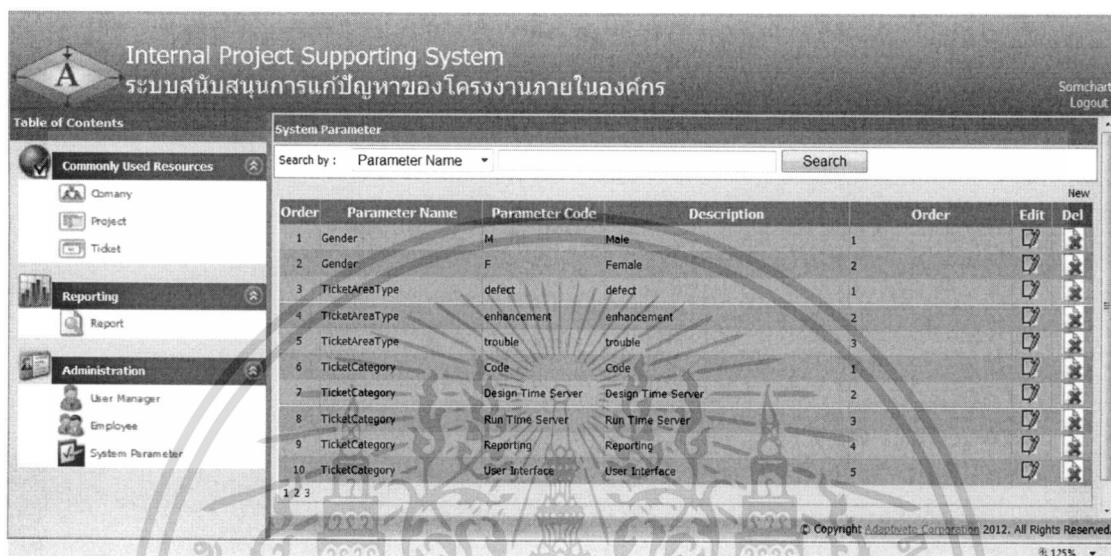 A
Internal Project Supporting System
ระบบสนับสนุนการแก้ปัญหาของโครงงานภายในองค์กร
Somchart
Logout
Table of Contents
Commonly Used Resources
Comany
Project
Ticket
Reporting
Report
Administration
User Manager
Employee
System Parameter
System Parameter
Search by : Parameter Name Search
New
Order Parameter Name Parameter Code Description Order Edit Del
1 Gender M Male 1
2 Gender F Female 2
3 TicketAreaType defect defect 1
4 TicketAreaType enhancement enhancement 2
5 TicketAreaType trouble trouble 3
6 TicketCategory Code Code 1
7 TicketCategory Design Time Server Design Time Server 2
8 TicketCategory Run Time Server Run Time Server 3
9 TicketCategory Reporting Reporting 4
10 TicketCategory User Interface User Interface 5
1 2 3
© Copyright Adaptivate Corporation 2012. All Rights Reserved.
125%